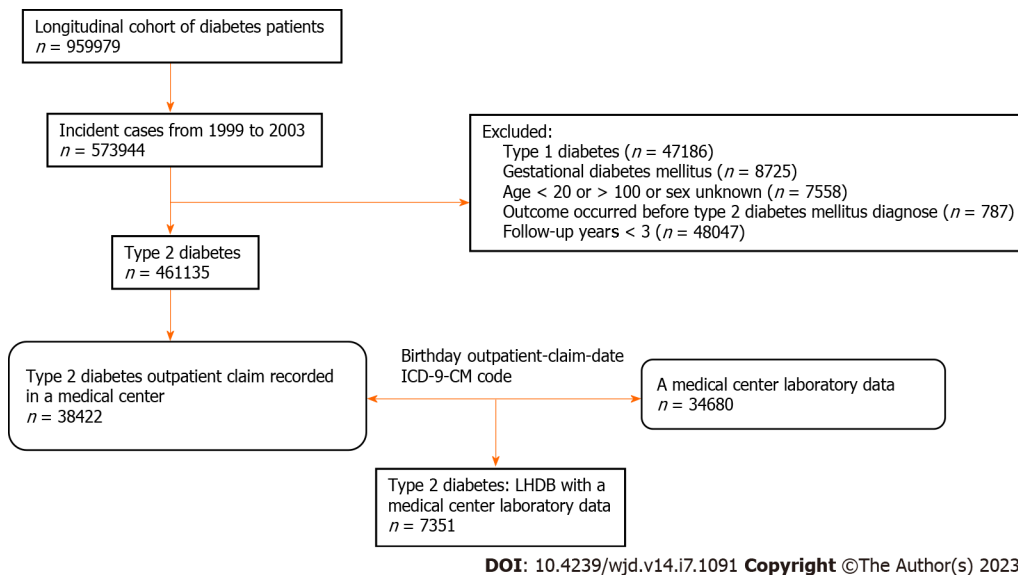 Longitudinal cohort of diabetes patients
n = 959979
Incident cases from 1999 to 2003
n = 573944
Excluded:
Type 1 diabetes (n = 47186)
Gestational diabetes mellitus (n = 8725)
Age < 20 or > 100 or sex unknown (n = 7558)
Outcome occurred before type 2 diabetes mellitus diagnose (n = 787)
Follow-up years < 3 (n = 48047)
Type 2 diabetes
n = 461135
Type 2 diabetes outpatient claim recorded
in a medical center
n = 38422
Birthday outpatient-claim-date
ICD-9-CM code
A medical center laboratory data
n = 34680
Type 2 diabetes: LHDB with a
medical center laboratory data
n = 7351
DOI: 10.4239/wjd.v14.i7.1091 Copyright ©The Author(s) 2023